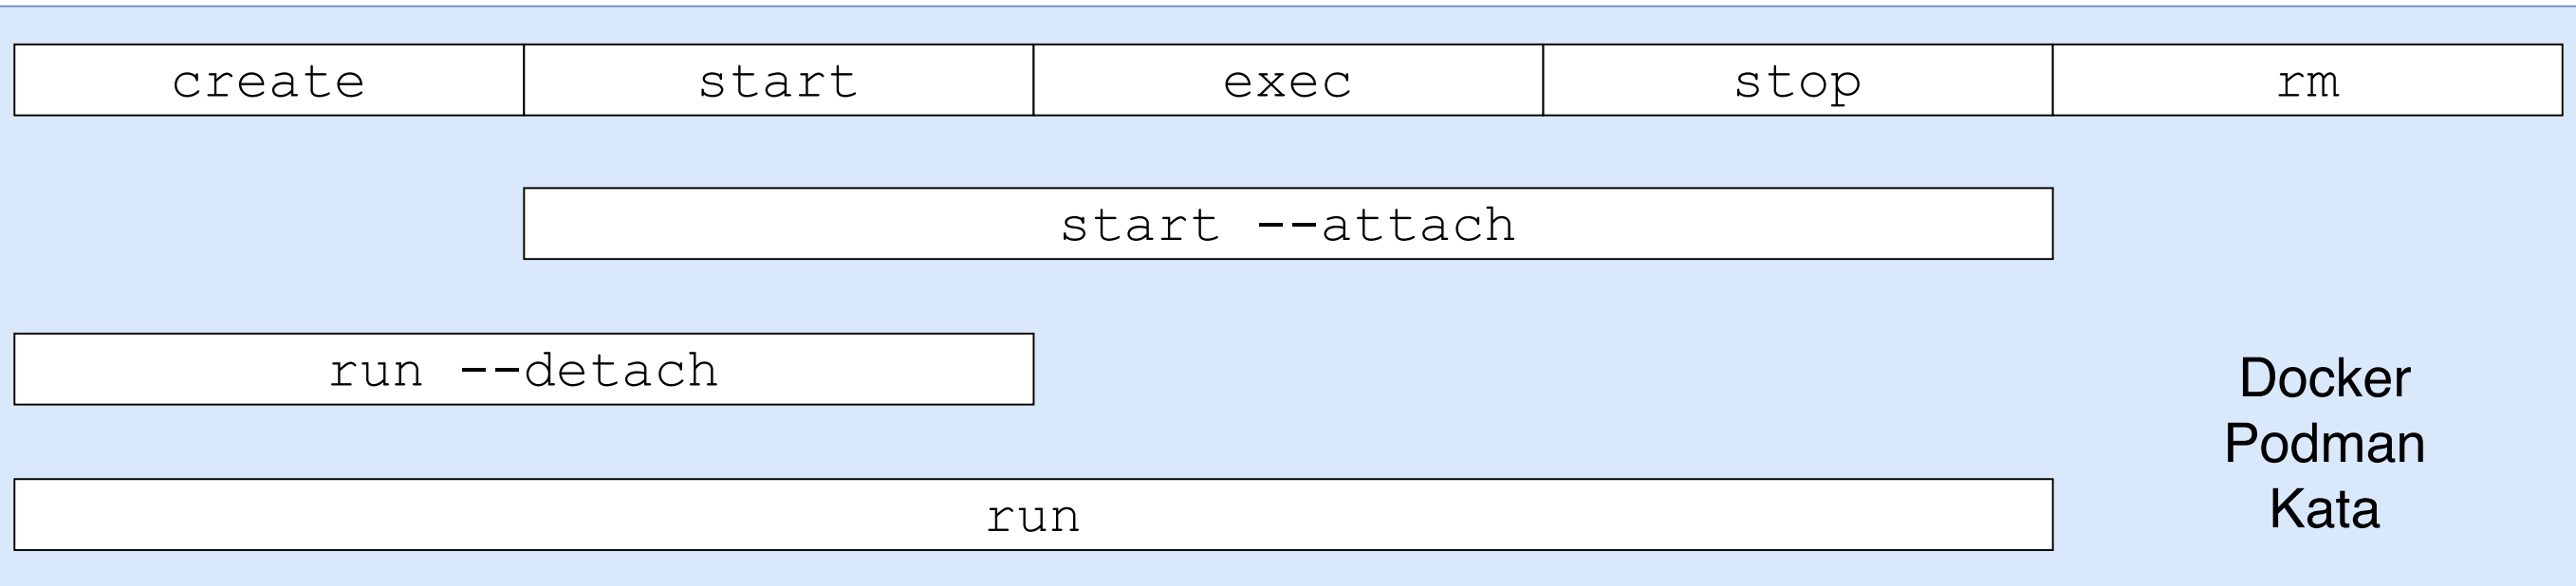 create start exec stop rm
start --attach
run --detach
Docker
Podman
Kata
run